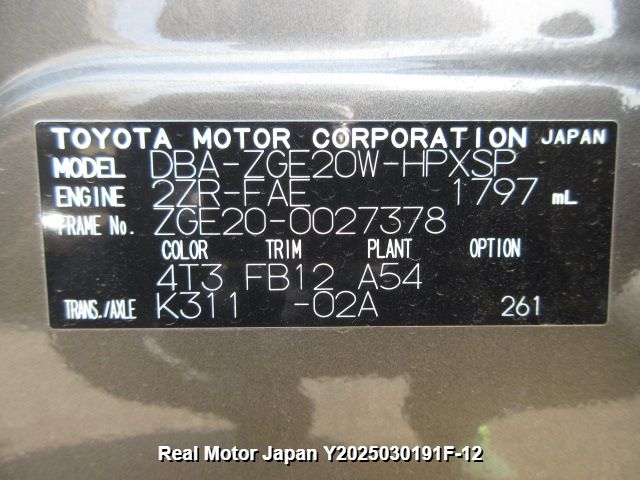 TOYOTA MOTOR CORPORATION JAPAN
MODEL DBA-ZGE20W-HPXSP
ENGINE 2ZR-FAE 1797 mL
FRAME No. ZGE20-0027378
COLOR TRIM PLANT OPTION
4T3 FB12 A54
TRANS./AXLE K311 -02A 261
Real Motor Japan Y2025030191F-12